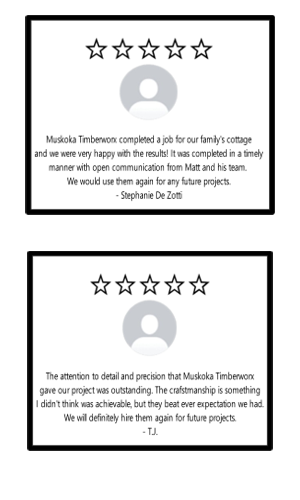 Muskoka Timberworx completed a job for our family's cottage
and we were very happy with the results! It was completed in a timely
manner with open communication from Matt and his team.
We would use them again for any future projects.
- Stephanie De Zotti
The attention to detail and precision that Muskoka Timberworx
gave our project was outstanding. The crafstmanship is something
I didn't think was achievable, but they beat ever expectation we had.
We will definitely hire them again for future projects.
- T.J.